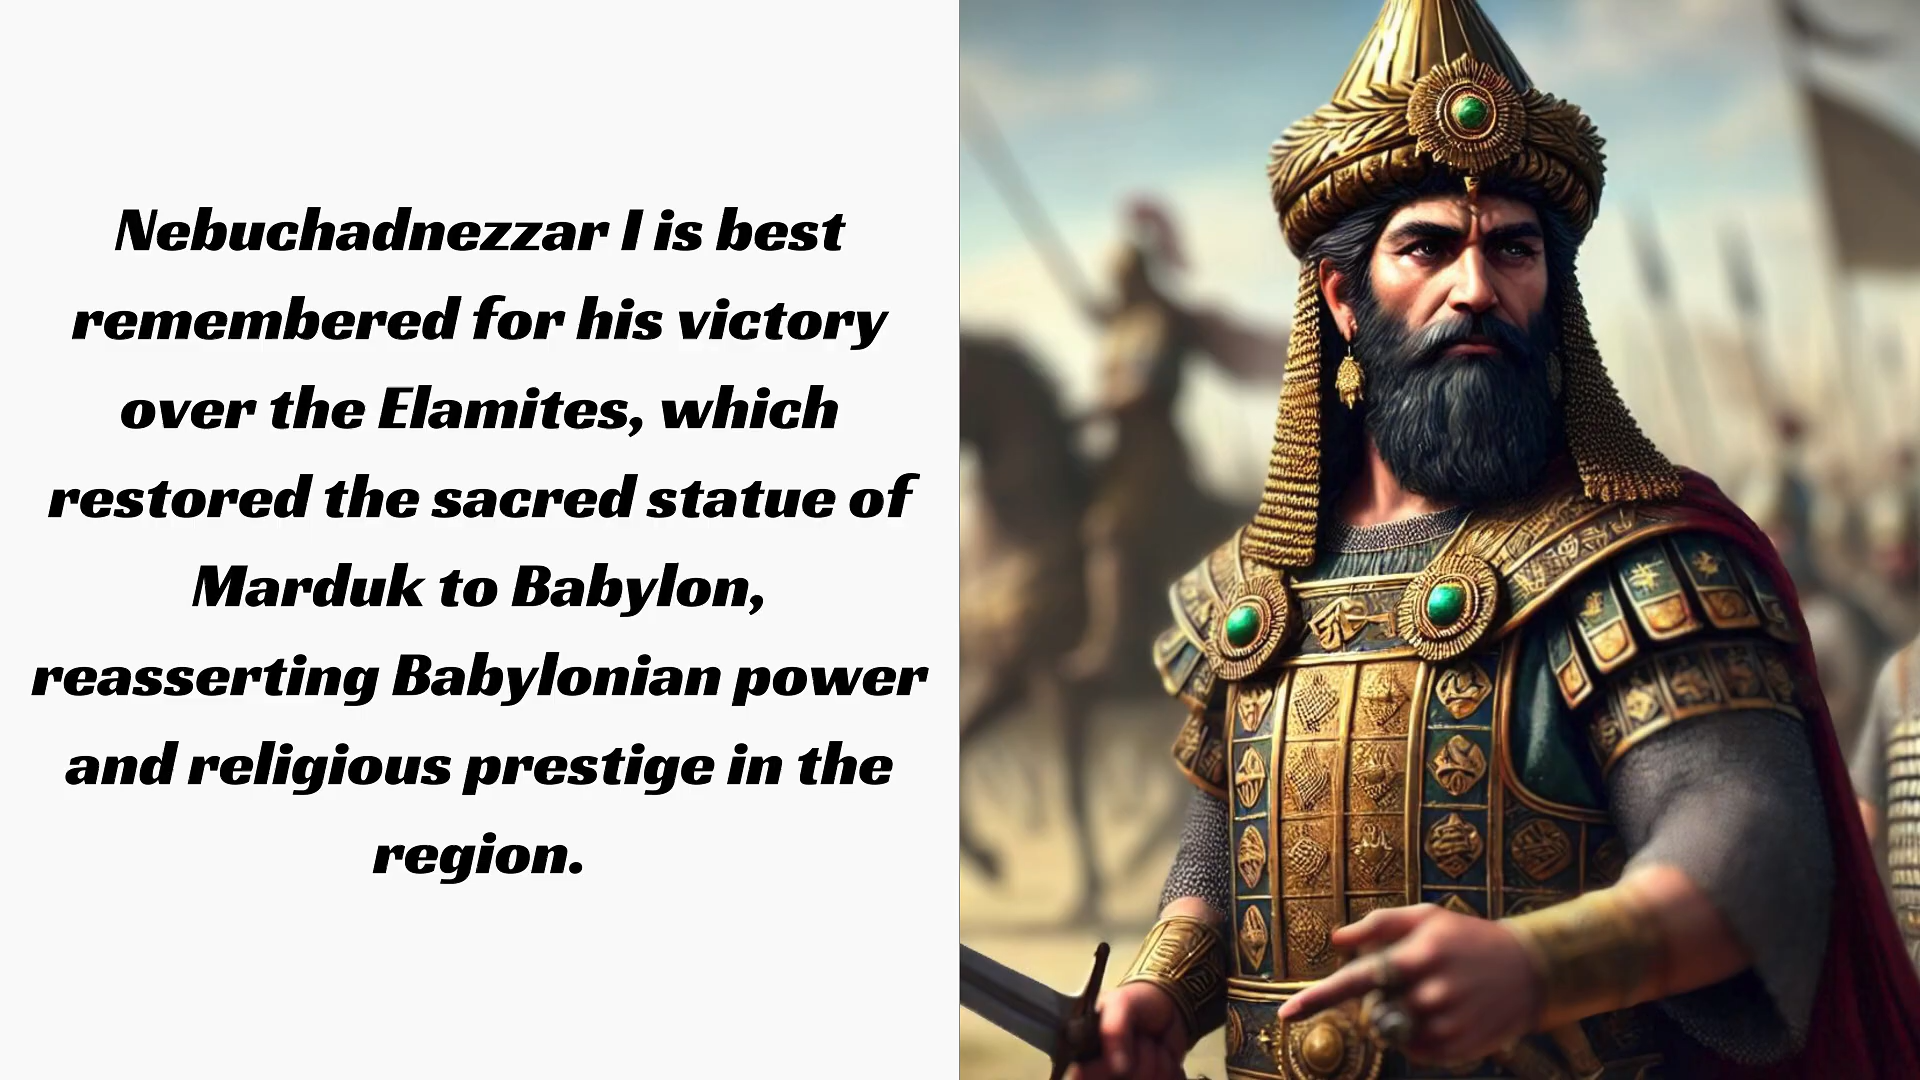 Nebuchadnezzar I is best
remembered for his victory
over the Elamites, which
restored the sacred statue of
Marduk to Babylon,
reasserting Babylonian power
and religious prestige in the
region.